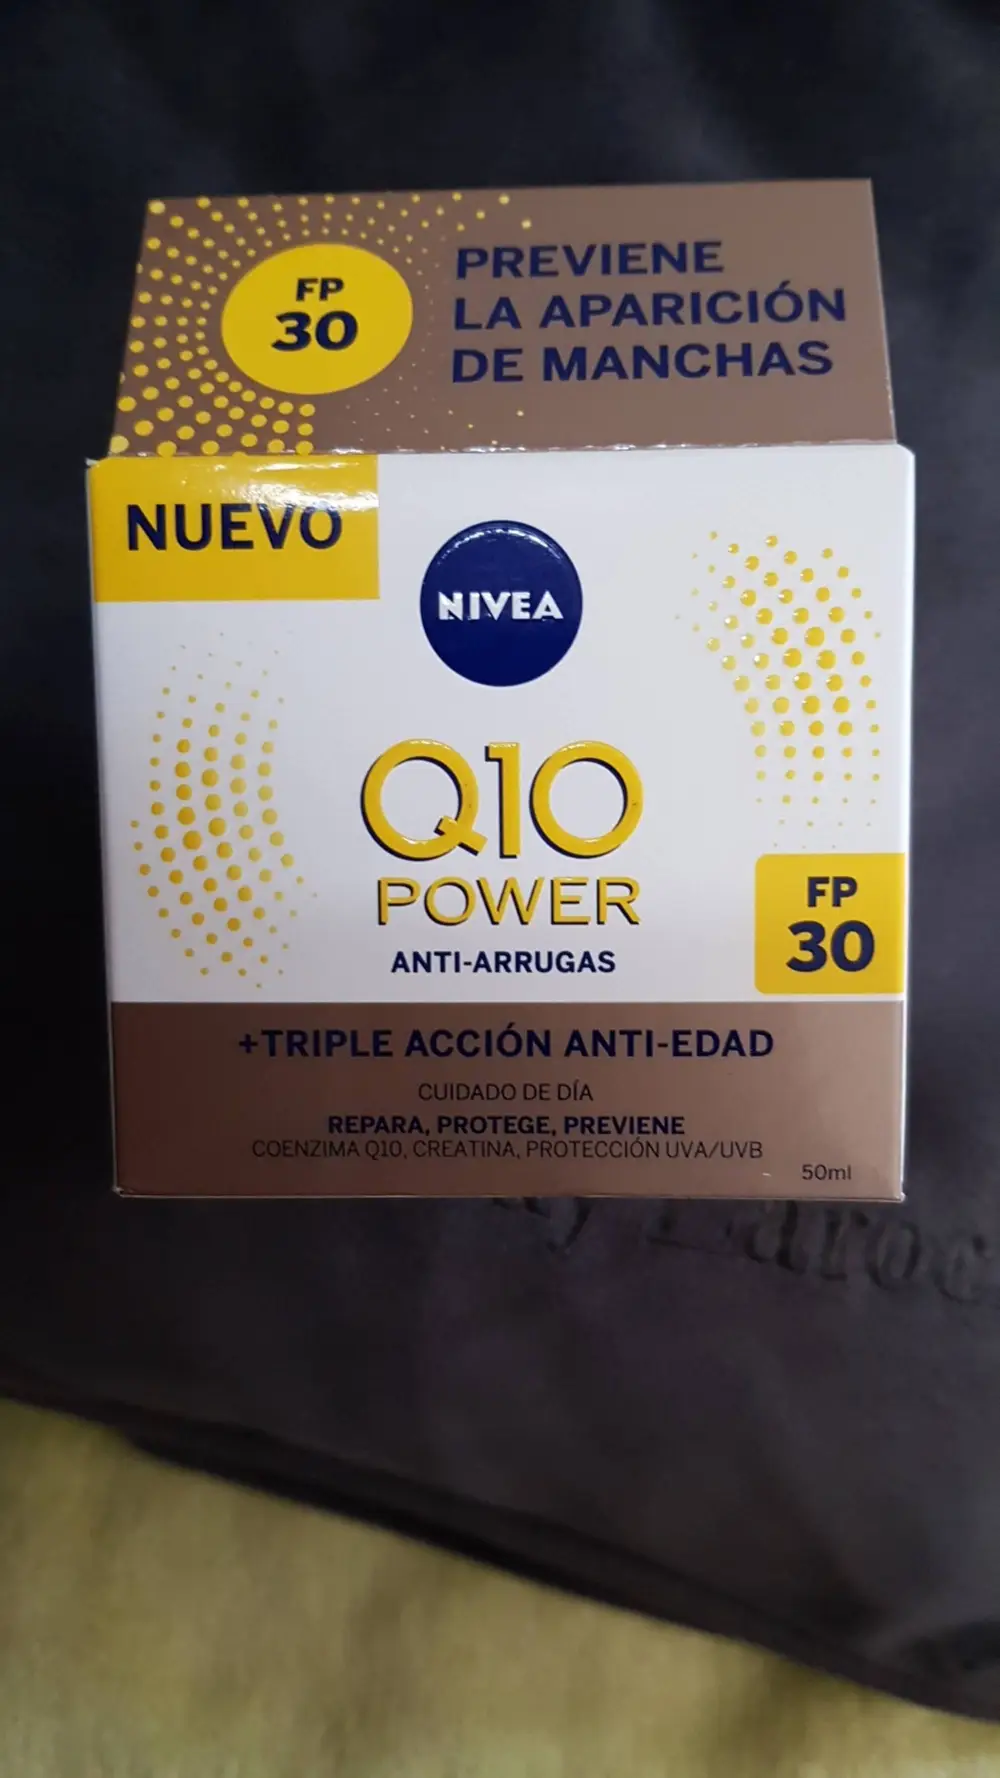 FP
30
PREVIENE
LA APARICIÓN
DE MANCHAS
NUEVO
NIVEA
Q10
POWER
ANTI-ARRUGAS
FP
30
+TRIPLE ACCIÓN ANTI-EDAD
CUIDADO DE DÍA
REPARA, PROTEGE, PREVIENE
COENZIMA Q10, CREATINA, PROTECCIÓN UVA/UVB
50ml